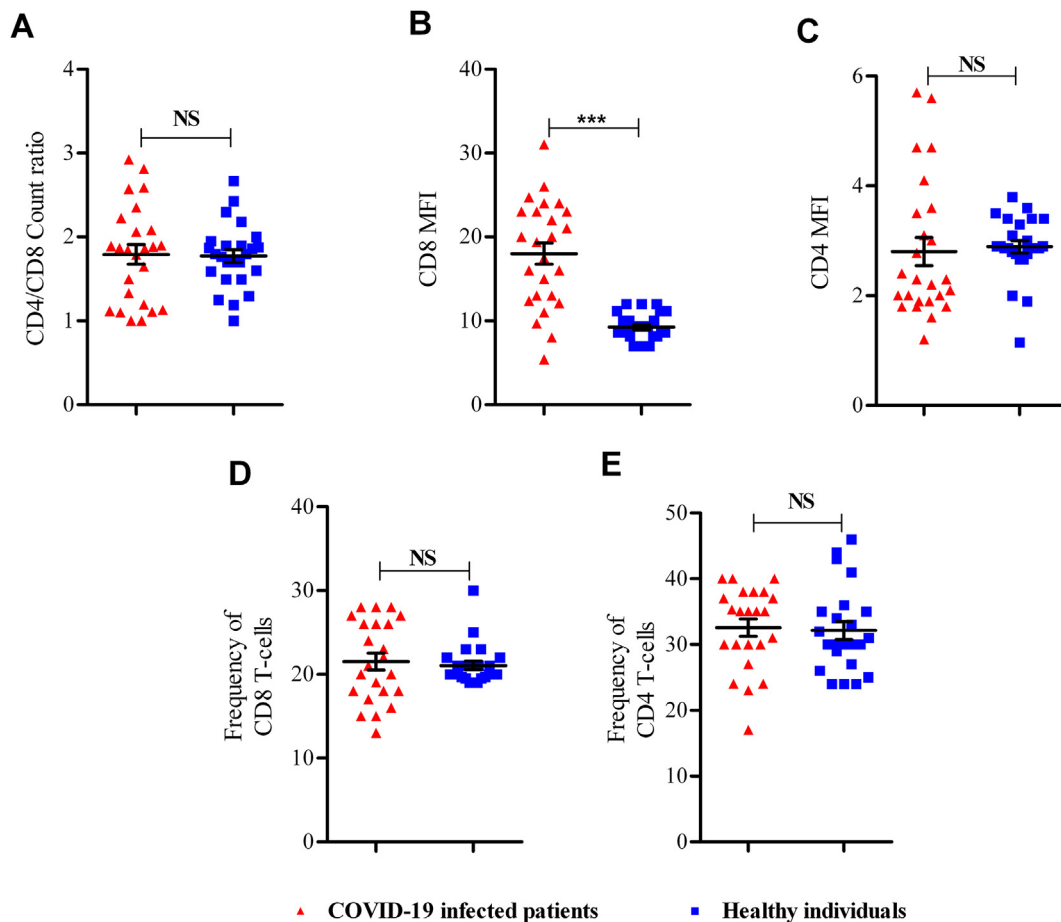 A
CD4/CD8 Count ratio
4
3
2
1
0
NS
B
CD8 MFI
40
30
20
10
0
***
C
CD4 MFI
6
4
2
0
NS
D
Frequency of
CD8 T-cells
40
30
20
10
0
NS
E
Frequency of
CD4 T-cells
50
40
30
20
10
0
NS
COVID-19 infected patients
Healthy individuals